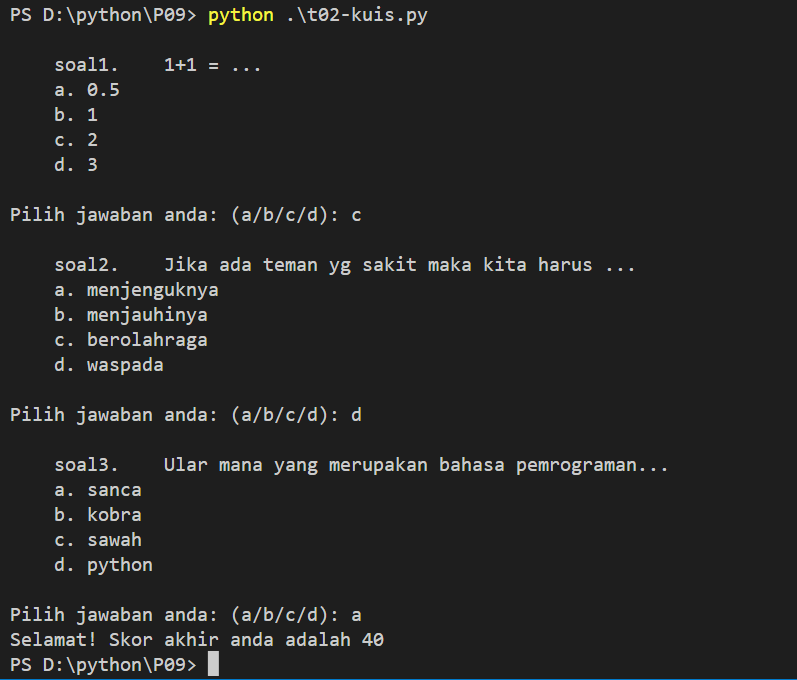 PS D:\python\P09> python .\t02-kuis.py
soal1.    1+1 = ...
a. 0.5
b. 1
c. 2
d. 3
Pilih jawaban anda: (a/b/c/d): c
soal2.    Jika ada teman yg sakit maka kita harus ...
a. menjenguknya
b. menjauhinya
c. berolahraga
d. waspada
Pilih jawaban anda: (a/b/c/d): d
soal3.    Ular mana yang merupakan bahasa pemrograman...
a. sanca
b. kobra
c. sawah
d. python
Pilih jawaban anda: (a/b/c/d): a
Selamat! Skor akhir anda adalah 40
PS D:\python\P09>